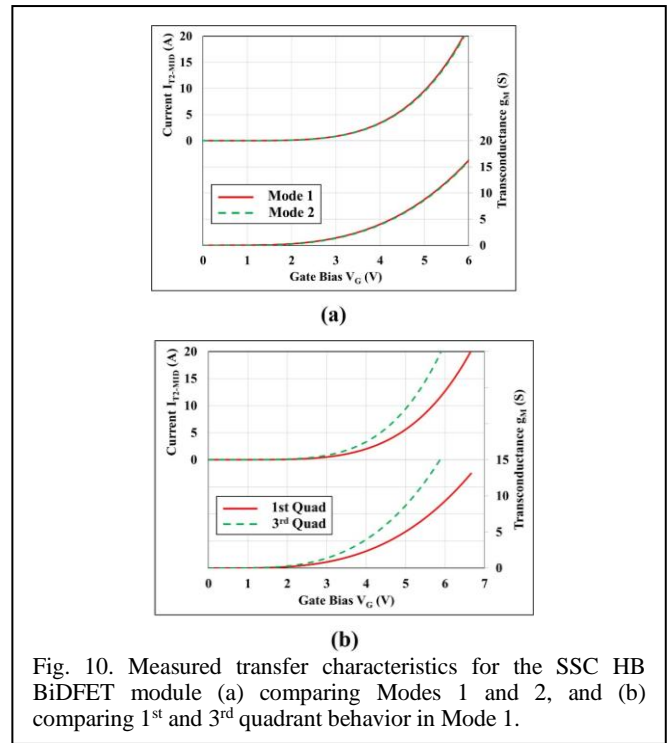 Current I_T2-MID (A)
20
15
10
5
0
Transconductance g_M (S)
20
15
10
5
0
Mode 1
Mode 2
0 1 2 3 4 5 6
Gate Bias V_G (V)
(a)
Current I_T2-MID (A)
20
15
10
5
0
Transconductance g_M (S)
15
10
5
0
1st Quad
3rd Quad
0 1 2 3 4 5 6 7
Gate Bias V_G (V)
(b)
Fig. 10. Measured transfer characteristics for the SSC HB
BiDFET module (a) comparing Modes 1 and 2, and (b)
comparing 1st and 3rd quadrant behavior in Mode 1.